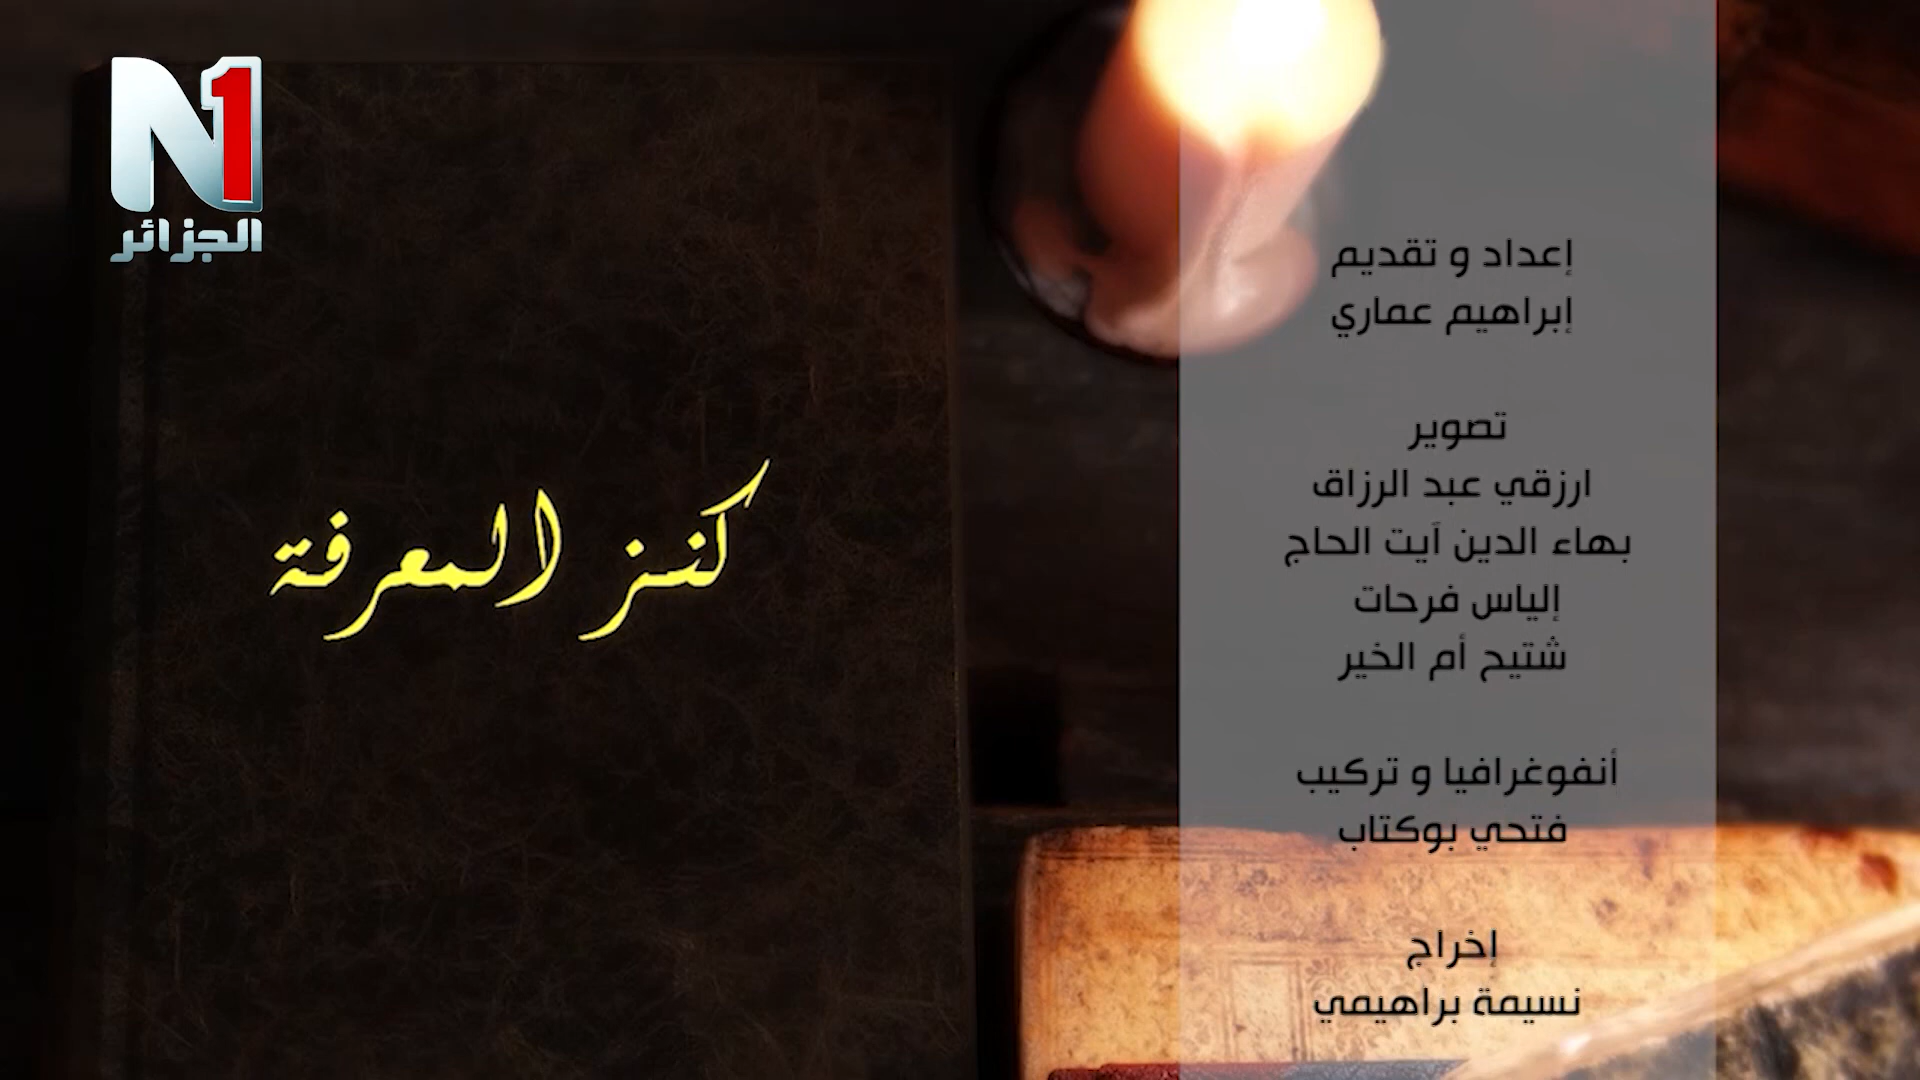 N1
الجزائر
كنز المعرفة
إعداد و تقديم
إبراهيم عماري
تصوير
ارزقي عبد الرزاق
بهاء الدين آيت الحاج
إلياس فرحات
شتيح أم الخير
أنفوغرافيا و تركيب
فتحي بوكتاب
إخراج
نسيمة براهيمي